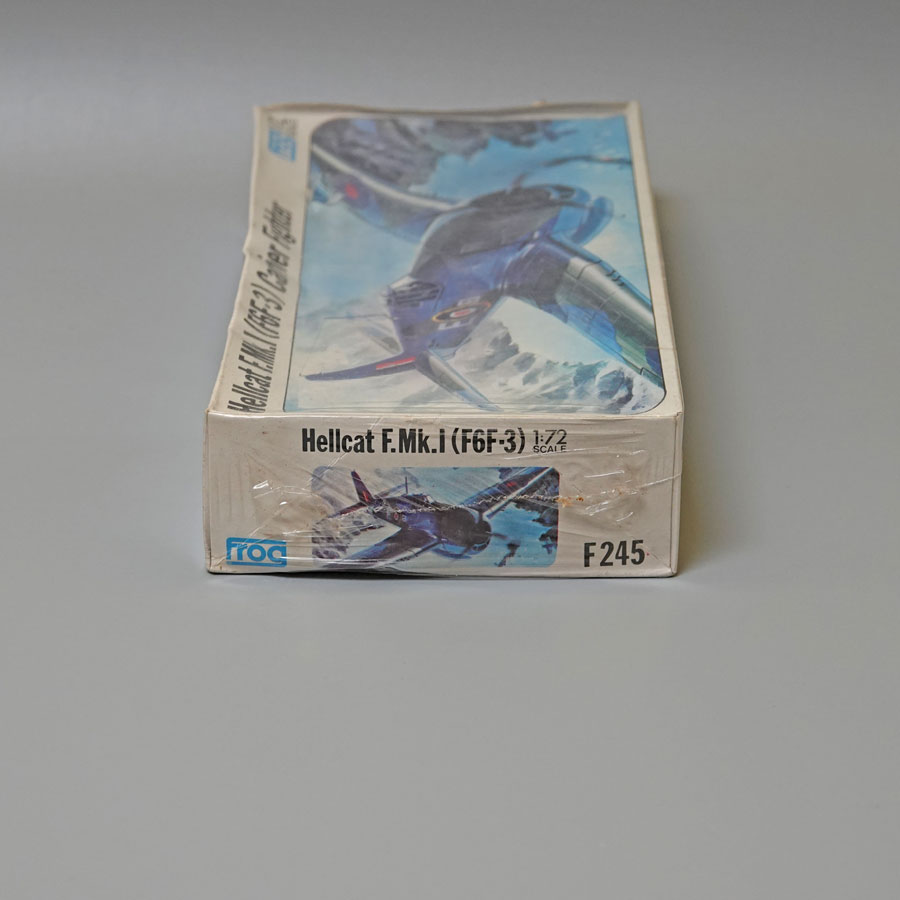 Hellcat F.Mk.I (F6F-3) Carrier Fighter
Hellcat F.Mk.I (F6F-3) 1:72
SCALE
FROG
F245